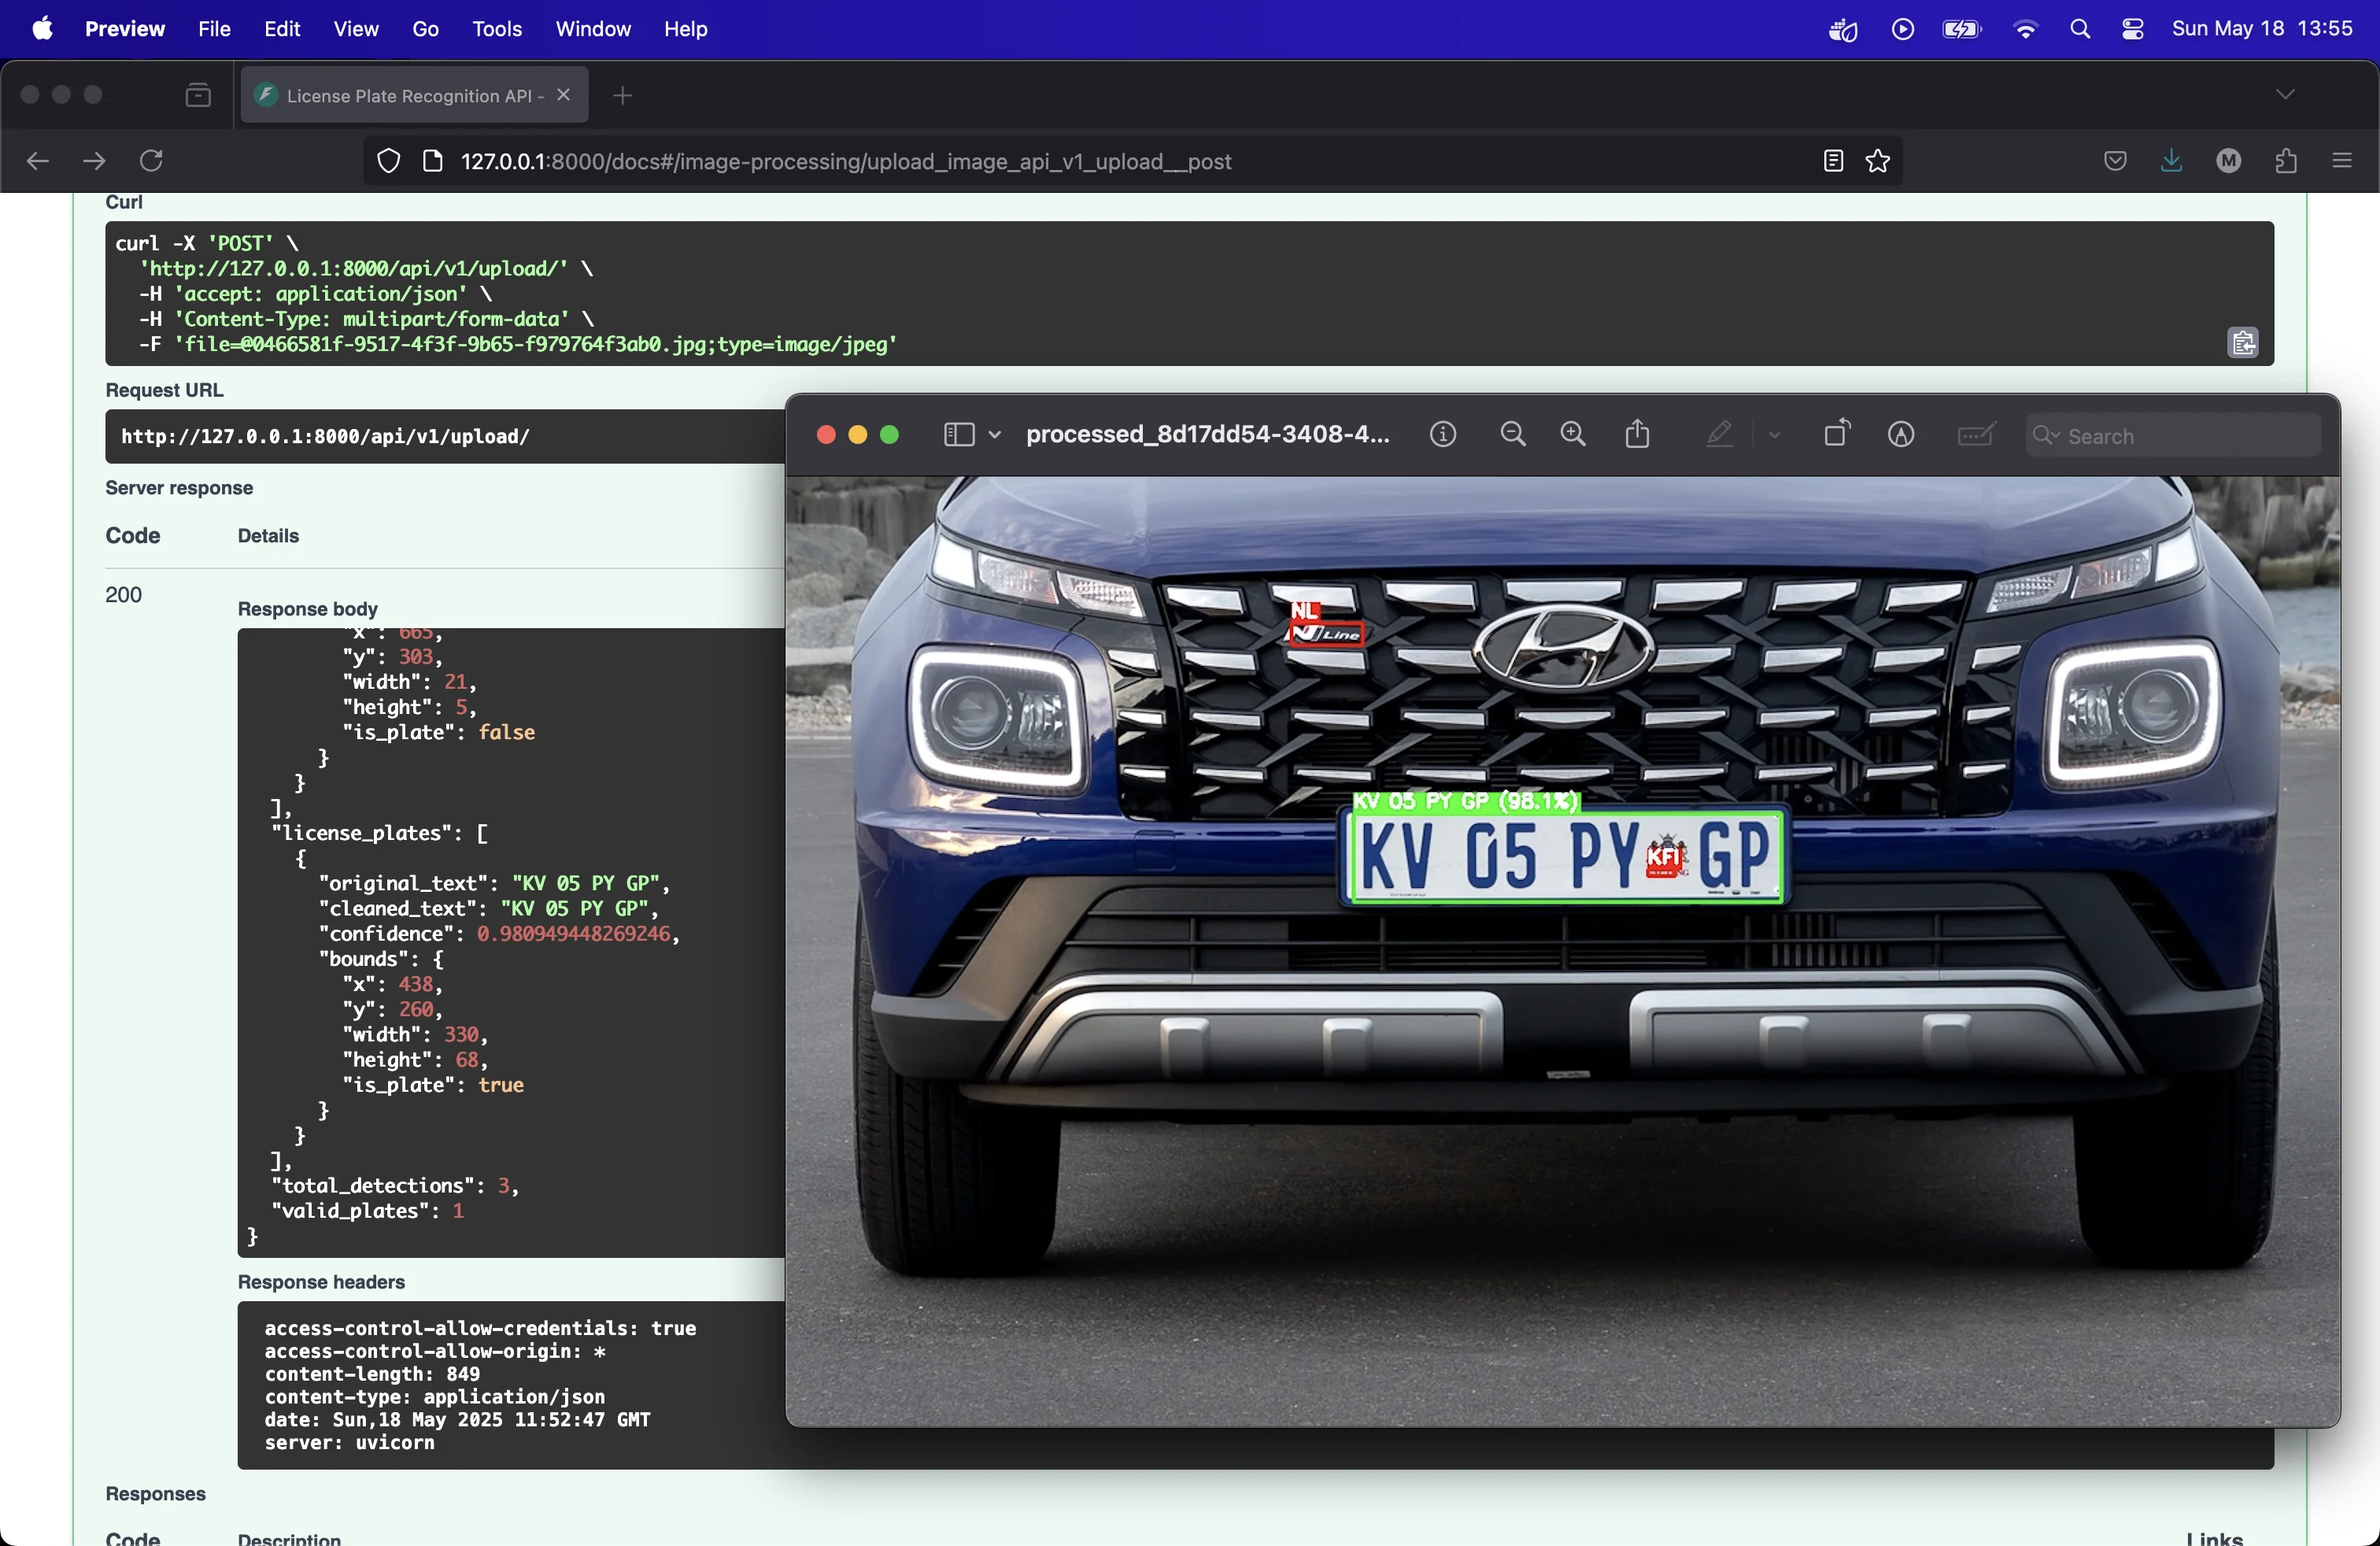 Preview File Edit View Go Tools Window Help Sun May 18 13:55
License Plate Recognition API -
127.0.0.1:8000/docs#/image-processing/upload_image_api_v1_upload__post
M
Curl
curl -X 'POST' \
'http://127.0.0.1:8000/api/v1/upload/' \
-H 'accept: application/json' \
-H 'Content-Type: multipart/form-data' \
-F 'file=@0466581f-9517-4f3f-9b65-f979764f3ab0.jpg;type=image/jpeg'
Request URL
http://127.0.0.1:8000/api/v1/upload/
Server response
Code Details
200
Response body
"x": 665,
"y": 303,
"width": 21,
"height": 5,
"is_plate": false
}
}
],
"license_plates": [
{
"original_text": "KV 05 PY GP",
"cleaned_text": "KV 05 PY GP",
"confidence": 0.980949448269246,
"bounds": {
"x": 438,
"y": 260,
"width": 330,
"height": 68,
"is_plate": true
}
}
],
"total_detections": 3,
"valid_plates": 1
}
Response headers
access-control-allow-credentials: true
access-control-allow-origin: *
content-length: 849
content-type: application/json
date: Sun,18 May 2025 11:52:47 GMT
server: uvicorn
Responses
Code Description Links
processed_8d17dd54-3408-4...
Search
NL
N Line
KV 05 PY GP (98.1%)
KV 05 PY GP
KFI